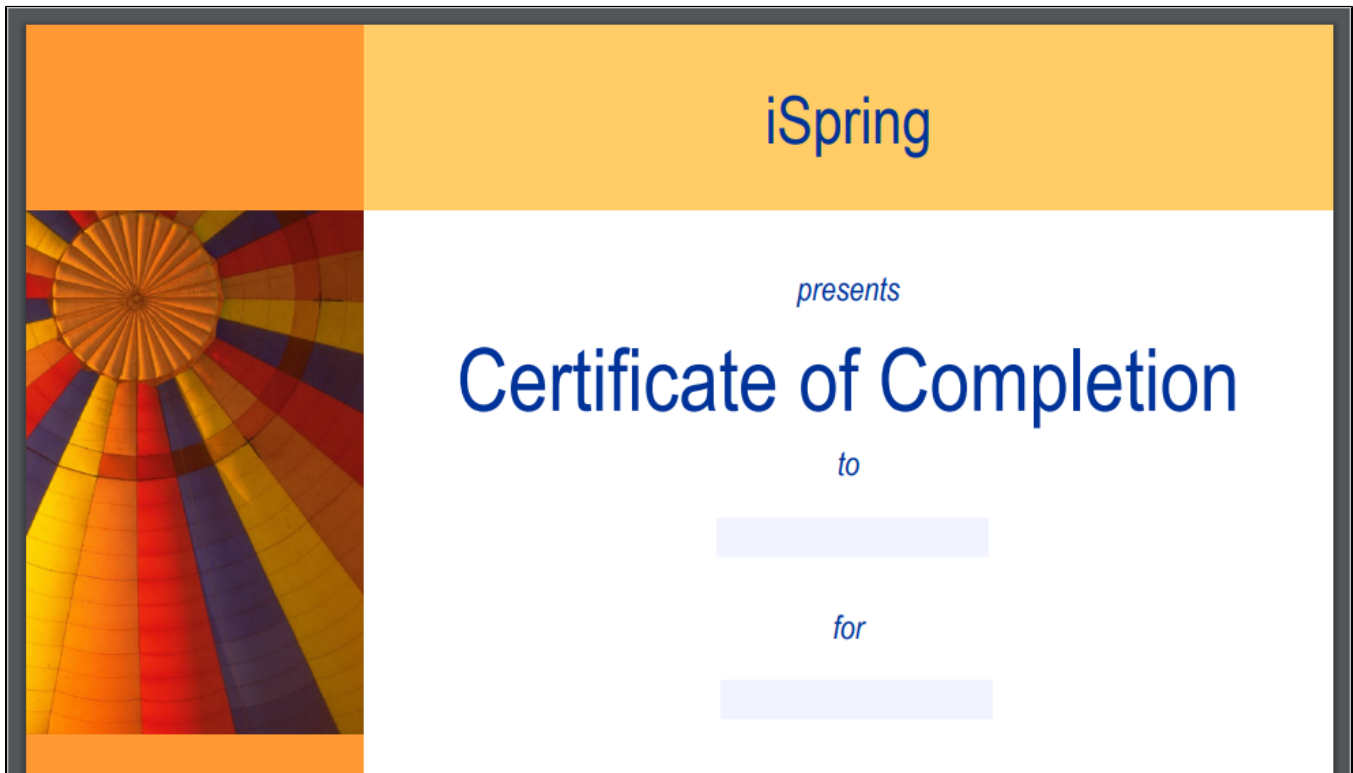 iSpring
presents
Certificate of Completion
to
for